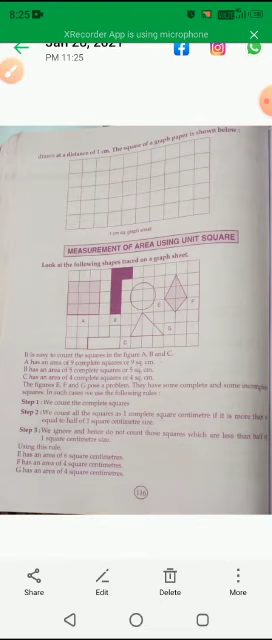 8:25
XRecorder App is using microphone
Jan 28, 2021
PM 11:25
drawn at a distance of 1 cm. The square of a graph paper is shown below :
1 cm sq. graph sheet
MEASUREMENT OF AREA USING UNIT SQUARE
Look at the following shapes traced on a graph sheet.
A
B
E
F
G
C
It is easy to count the squares in the figure A, B and C.
A has an area of 9 complete squares or 9 sq. cm.
B has an area of 5 complete squares or 5 sq. cm.
C has an area of 4 complete squares or 4 sq. cm.
The figures E, F and G pose a problem. They have some complete and some incomplete
squares. In such cases we use the following rules :
Step 1 : We count the complete squares
Step 2 : We count all the squares as 1 complete square centimetre if it is more than
equal to half of 1 square centimetre size.
Step 3 : We ignore and hence do not count those squares which are less than half
1 square centimetre size.
Using this rule,
E has an area of 6 square centimetres.
F has an area of 4 square centimetres.
G has an area of 4 square centimetres.
116
Share
Edit
Delete
More